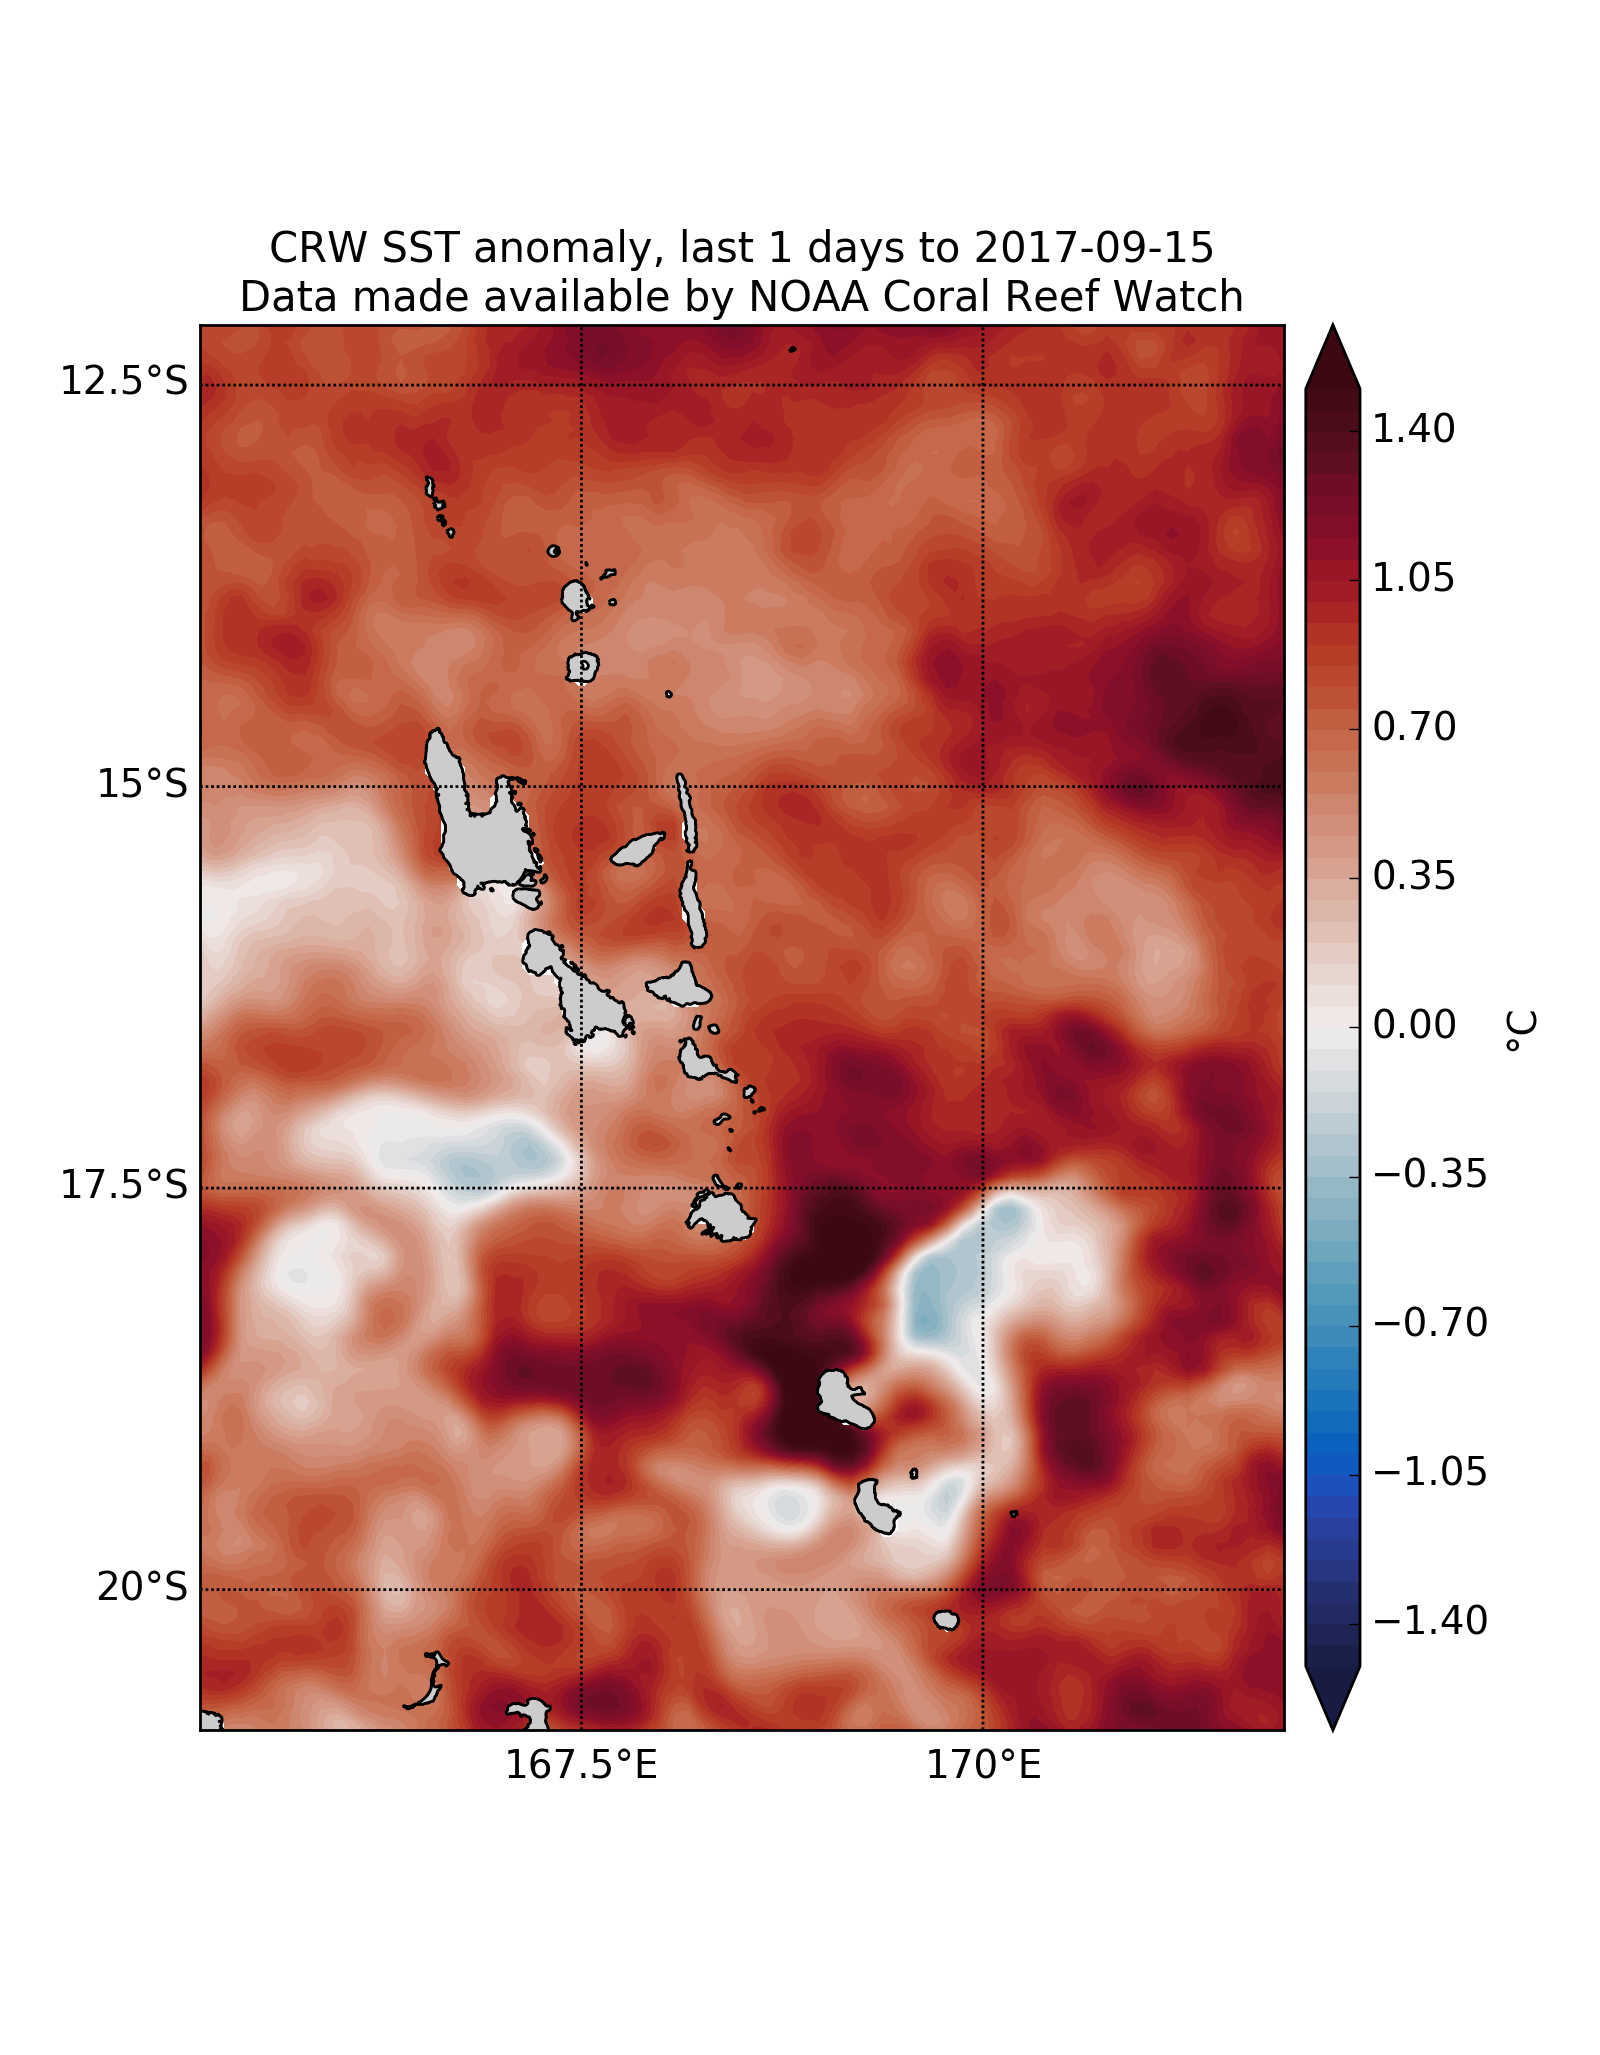 CRW SST anomaly, last 1 days to 2017-09-15
Data made available by NOAA Coral Reef Watch
12.5°S
15°S
17.5°S
20°S
167.5°E
170°E
1.40
1.05
0.70
0.35
0.00
−0.35
−0.70
−1.05
−1.40
°C